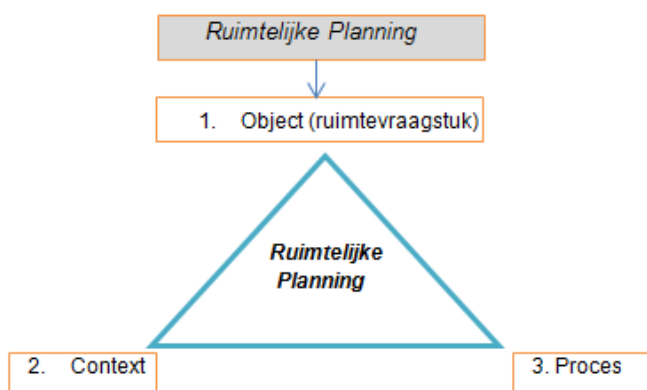 Ruimtelijke Planning
1. Object (ruimtevraagstuk)
Ruimtelijke
Planning
2. Context
3. Proces